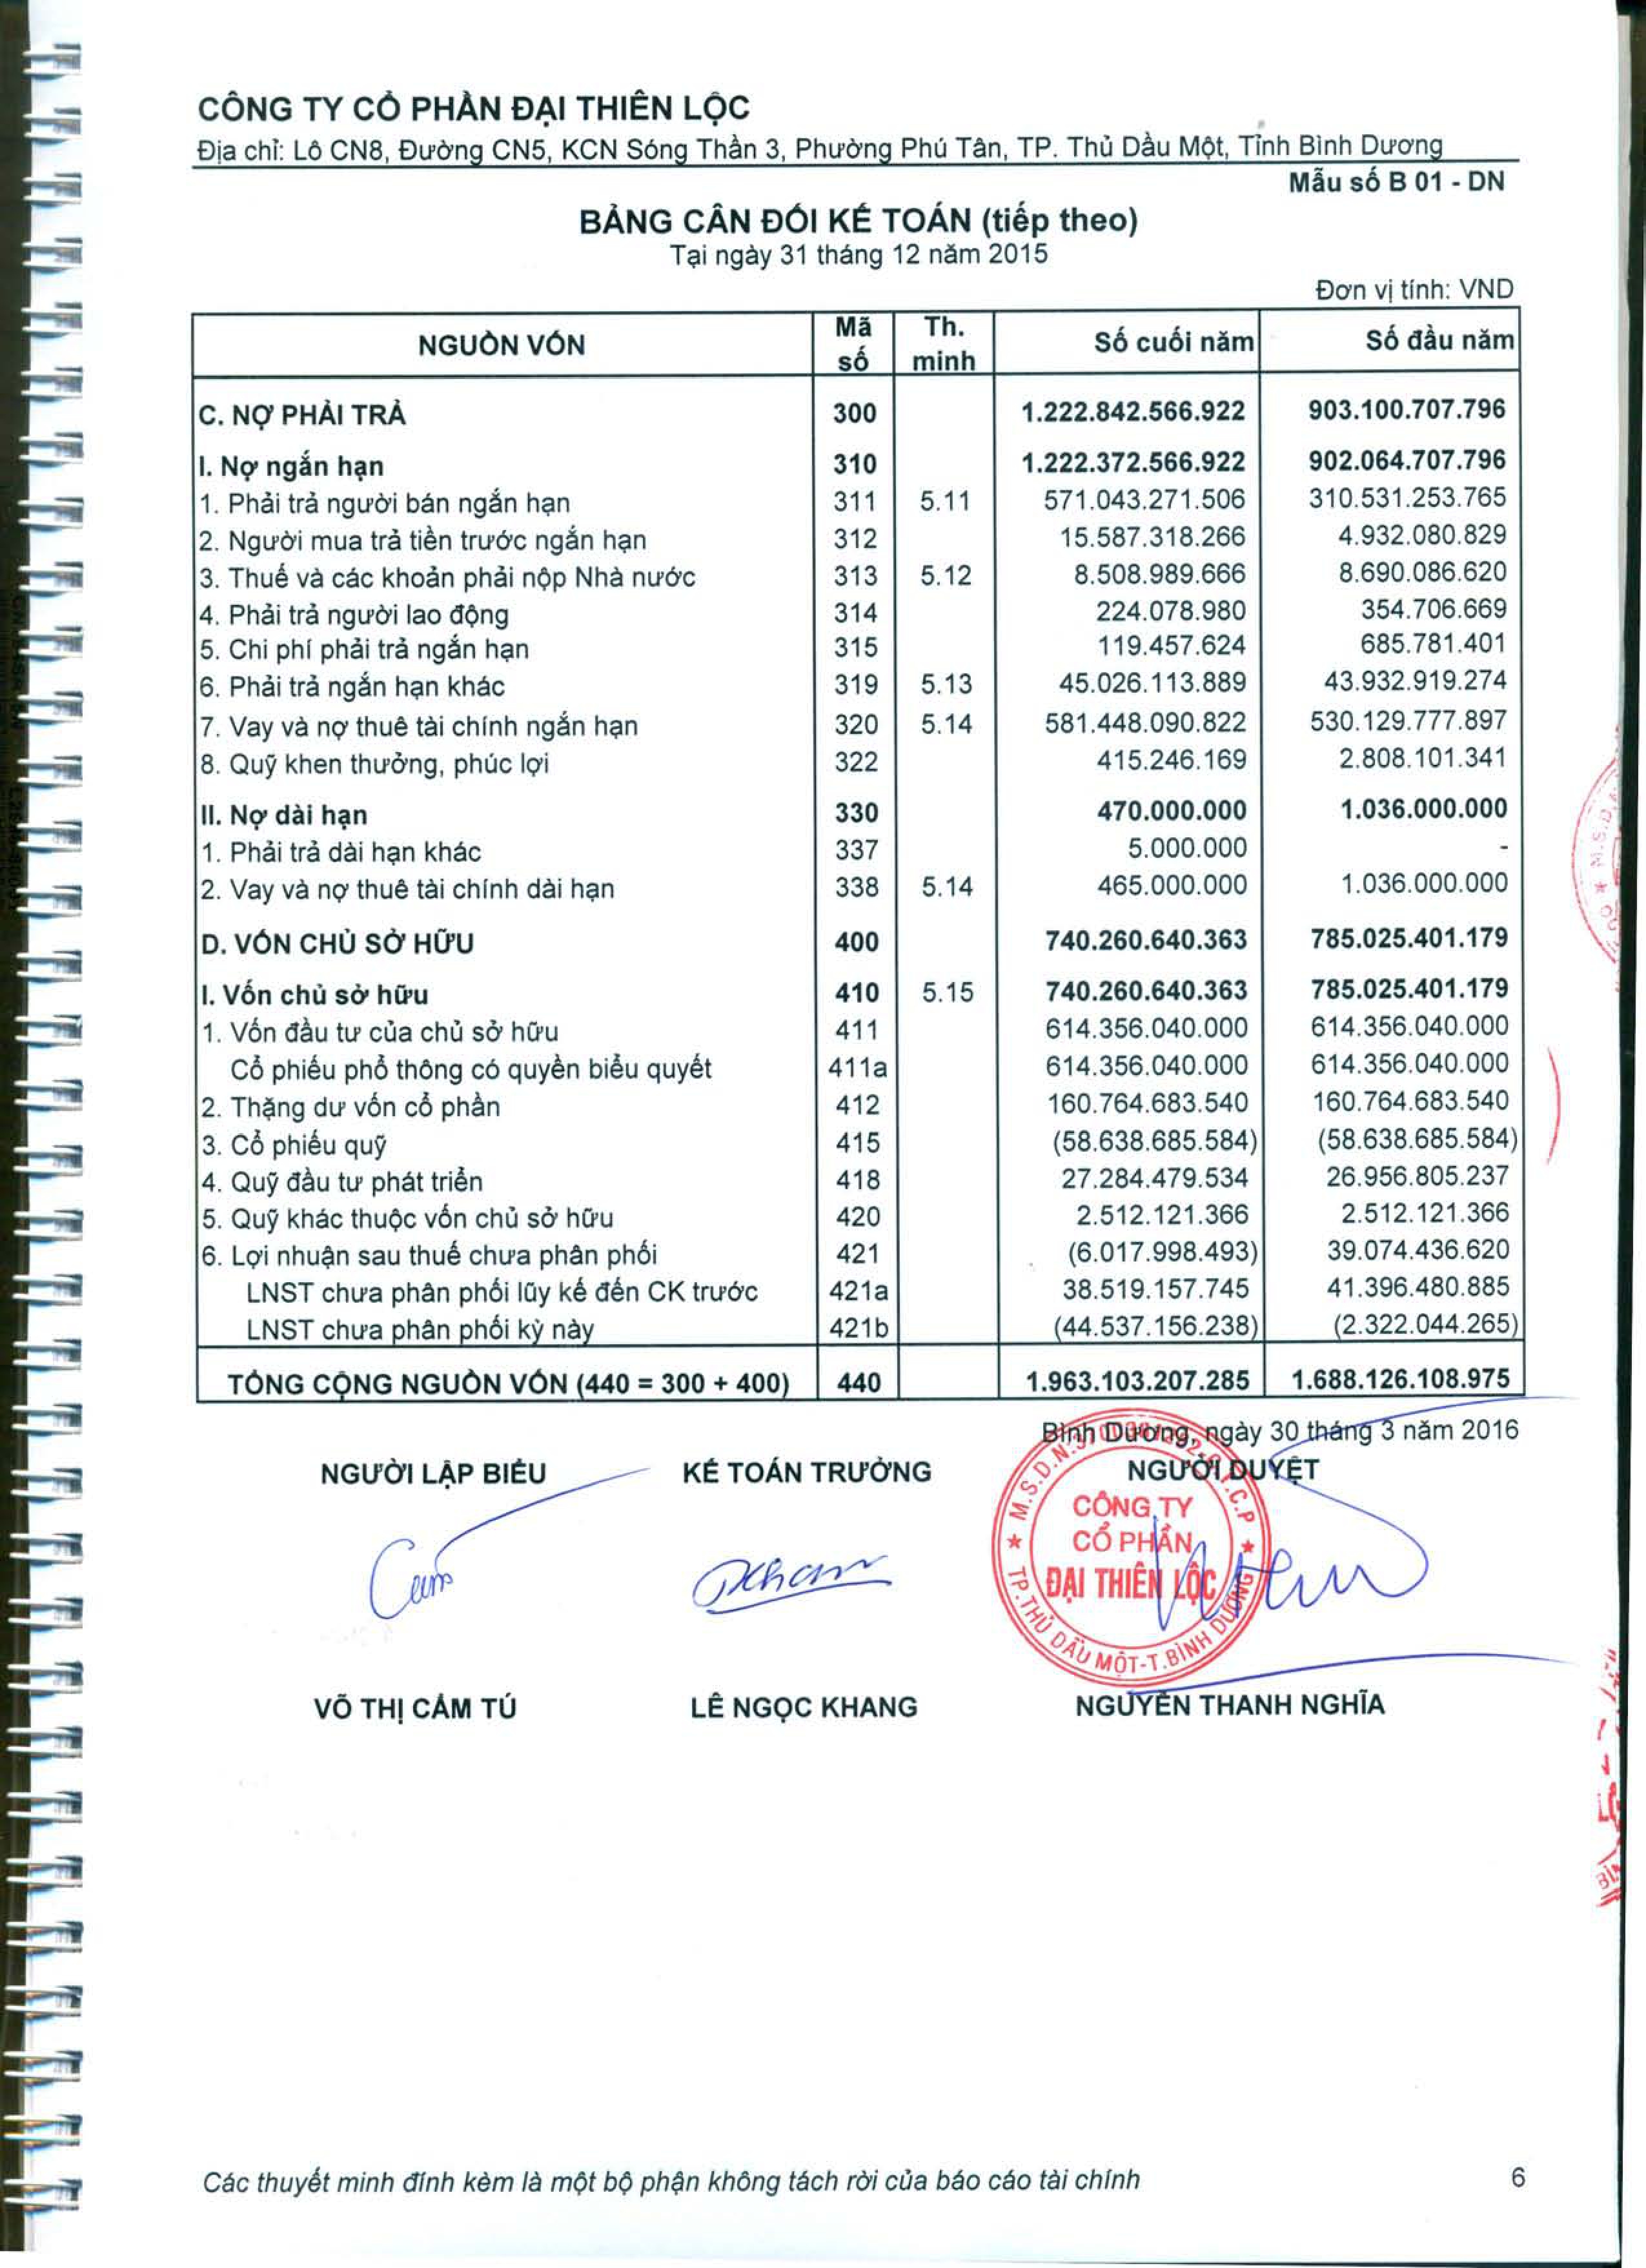 CÔNG TY CỔ PHẦN ĐẠI THIÊN LỘC
Địa chỉ: Lô CN8, Đường CN5, KCN Sóng Thần 3, Phường Phú Tân, TP. Thủ Dầu Một, Tỉnh Bình Dương
Mẫu số B 01 - DN
BẢNG CÂN ĐỐI KẾ TOÁN (tiếp theo)
Tại ngày 31 tháng 12 năm 2015
Đơn vị tính: VND
NGUỒN VỐN Mã số Th. minh Số cuối năm Số đầu năm
C. NỢ PHẢI TRẢ 300 1.222.842.566.922 903.100.707.796
I. Nợ ngắn hạn 310 1.222.372.566.922 902.064.707.796
1. Phải trả người bán ngắn hạn 311 5.11 571.043.271.506 310.531.253.765
2. Người mua trả tiền trước ngắn hạn 312 15.587.318.266 4.932.080.829
3. Thuế và các khoản phải nộp Nhà nước 313 5.12 8.508.989.666 8.690.086.620
4. Phải trả người lao động 314 224.078.980 354.706.669
5. Chi phí phải trả ngắn hạn 315 119.457.624 685.781.401
6. Phải trả ngắn hạn khác 319 5.13 45.026.113.889 43.932.919.274
7. Vay và nợ thuê tài chính ngắn hạn 320 5.14 581.448.090.822 530.129.777.897
8. Quỹ khen thưởng, phúc lợi 322 415.246.169 2.808.101.341
II. Nợ dài hạn 330 470.000.000 1.036.000.000
1. Phải trả dài hạn khác 337 5.000.000 -
2. Vay và nợ thuê tài chính dài hạn 338 5.14 465.000.000 1.036.000.000
D. VỐN CHỦ SỞ HỮU 400 740.260.640.363 785.025.401.179
I. Vốn chủ sở hữu 410 5.15 740.260.640.363 785.025.401.179
1. Vốn đầu tư của chủ sở hữu 411 614.356.040.000 614.356.040.000
Cổ phiếu phổ thông có quyền biểu quyết 411a 614.356.040.000 614.356.040.000
2. Thặng dư vốn cổ phần 412 160.764.683.540 160.764.683.540
3. Cổ phiếu quỹ 415 (58.638.685.584) (58.638.685.584)
4. Quỹ đầu tư phát triển 418 27.284.479.534 26.956.805.237
5. Quỹ khác thuộc vốn chủ sở hữu 420 2.512.121.366 2.512.121.366
6. Lợi nhuận sau thuế chưa phân phối 421 (6.017.998.493) 39.074.436.620
LNST chưa phân phối lũy kế đến CK trước 421a 38.519.157.745 41.396.480.885
LNST chưa phân phối kỳ này 421b (44.537.156.238) (2.322.044.265)
TỔNG CỘNG NGUỒN VỐN (440 = 300 + 400) 440 1.963.103.207.285 1.688.126.108.975
Bình Dương, ngày 30 tháng 3 năm 2016
NGƯỜI LẬP BIỂU KẾ TOÁN TRƯỞNG NGƯỜI DUYỆT
CÔNG TY
CỔ PHẦN
ĐẠI THIÊN LỘC
TP.THỦ DẦU MỘT-T.BÌNH DƯƠNG
VÕ THỊ CẨM TÚ LÊ NGỌC KHANG NGUYỄN THANH NGHĨA
Các thuyết minh đính kèm là một bộ phận không tách rời của báo cáo tài chính 6